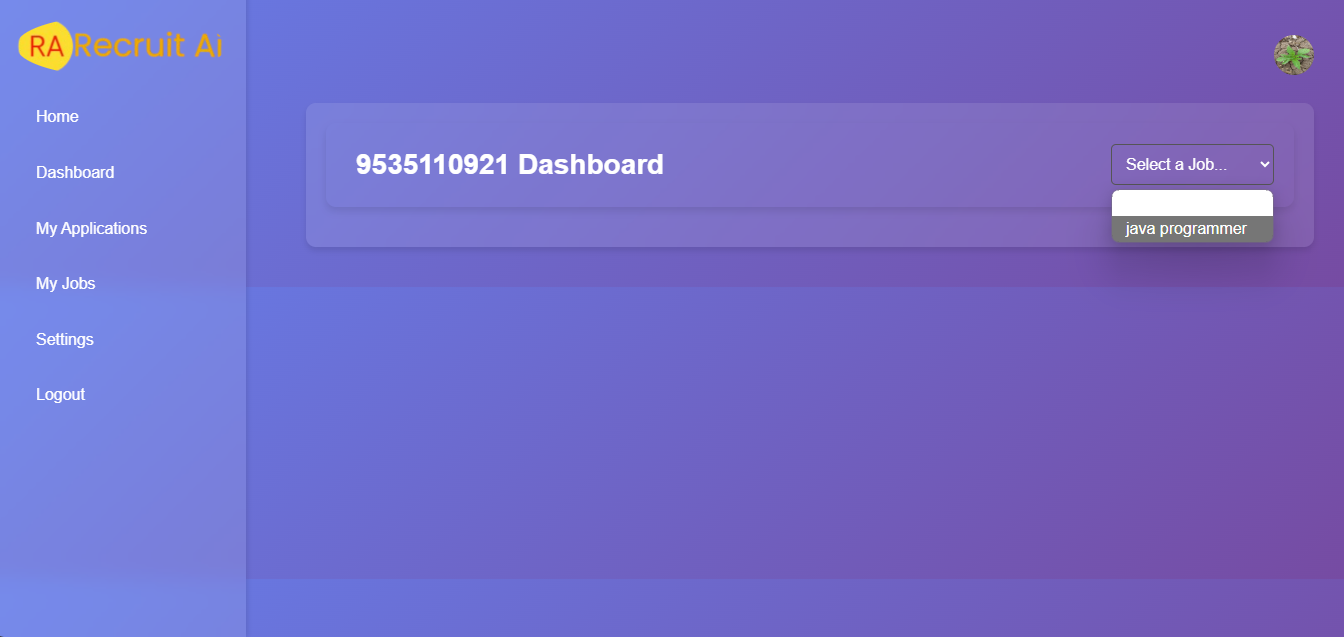 RA Recruit Ai
Home
Dashboard
My Applications
My Jobs
Settings
Logout
9535110921 Dashboard
Select a Job...
java programmer